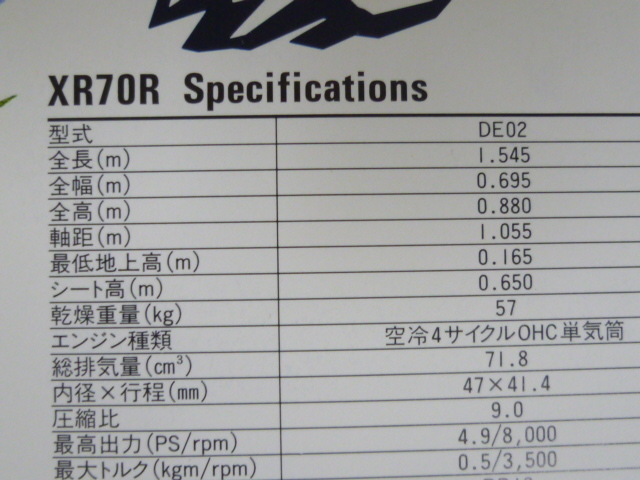 XR70R Specifications
型式 DE02
全長(m) 1.545
全幅(m) 0.695
全高(m) 0.880
軸距(m) 1.055
最低地上高(m) 0.165
シート高(m) 0.650
乾燥重量(kg) 57
エンジン種類 空冷4サイクルOHC単気筒
総排気量(cm³) 71.8
内径×行程(mm) 47×41.4
圧縮比 9.0
最高出力(PS/rpm) 4.9/8,000
最大トルク(kgm/rpm) 0.5/3,500